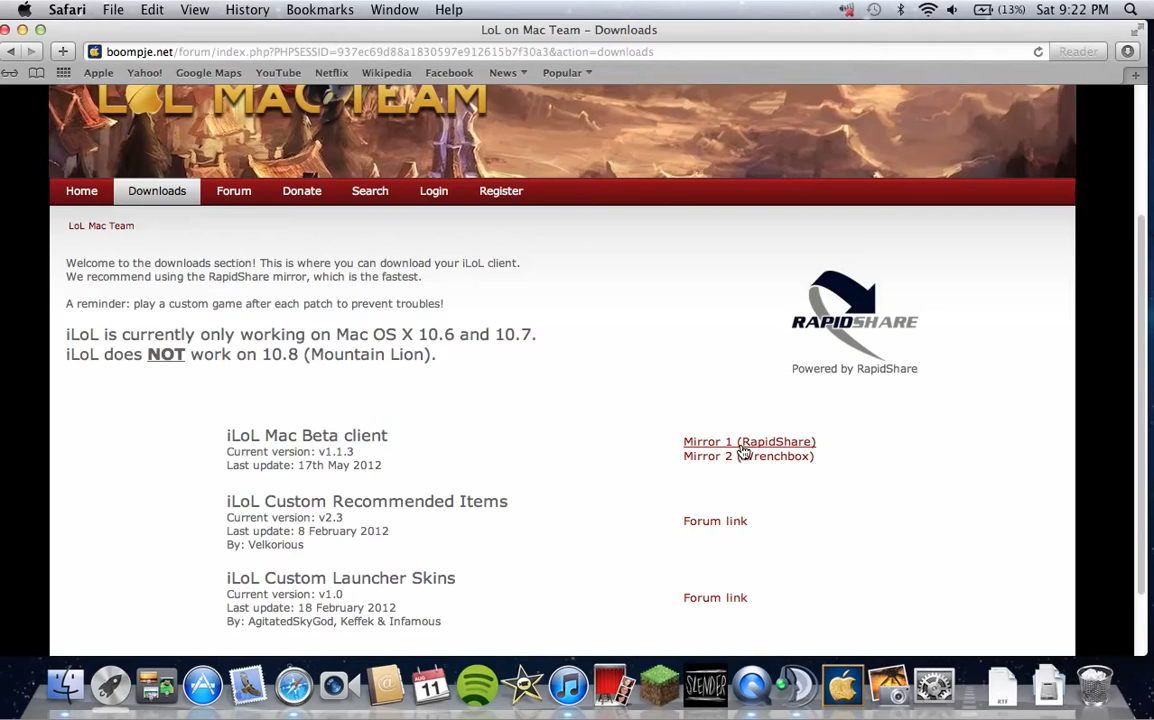 Safari File Edit View History Bookmarks Window Help (13%) Sat 9:22 PM
LoL on Mac Team – Downloads
boompje.net/forum/index.php?PHPSESSID=937ec69d88a1830597e912615b7f30a3&action=downloads Reader
Apple Yahoo! Google Maps YouTube Netflix Wikipedia Facebook News Popular
LOL MAC TEAM
Home Downloads Forum Donate Search Login Register
LoL Mac Team
Welcome to the downloads section! This is where you can download your iLoL client.
We recommend using the RapidShare mirror, which is the fastest.
A reminder: play a custom game after each patch to prevent troubles!
iLoL is currently only working on Mac OS X 10.6 and 10.7.
iLoL does NOT work on 10.8 (Mountain Lion).
RAPIDSHARE
Powered by RapidShare
iLoL Mac Beta client
Current version: v1.1.3
Last update: 17th May 2012
Mirror 1 (RapidShare)
Mirror 2 (Wrenchbox)
iLoL Custom Recommended Items
Current version: v2.3
Last update: 8 February 2012
By: Velkorious
Forum link
iLoL Custom Launcher Skins
Current version: v1.0
Last update: 18 February 2012
By: AgitatedSkyGod, Keffek & Infamous
Forum link
SLENDER
RTF